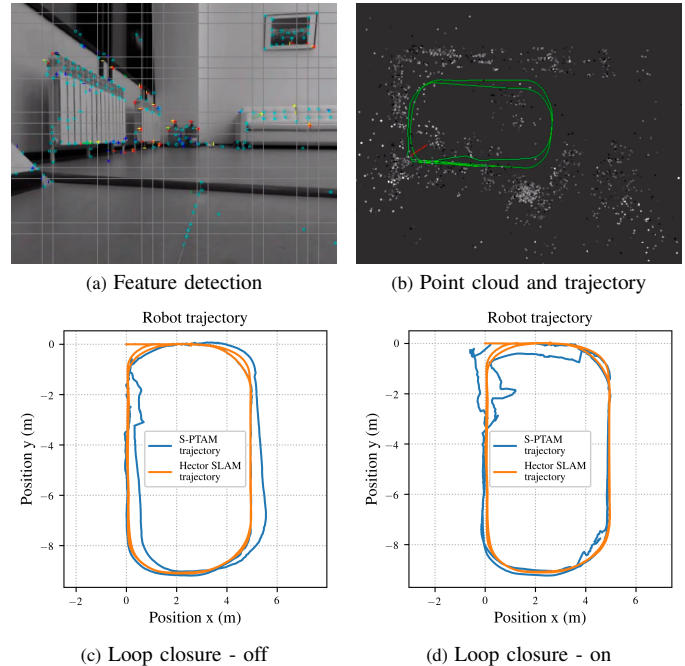 (a) Feature detection
(b) Point cloud and trajectory
Robot trajectory
0
−2
−4
−6
−8
Position y (m)
S-PTAM
trajectory
Hector SLAM
trajectory
−2
0
2
4
6
Position x (m)
(c) Loop closure - off
Robot trajectory
0
−2
−4
−6
−8
Position y (m)
S-PTAM
trajectory
Hector SLAM
trajectory
−2
0
2
4
6
Position x (m)
(d) Loop closure - on